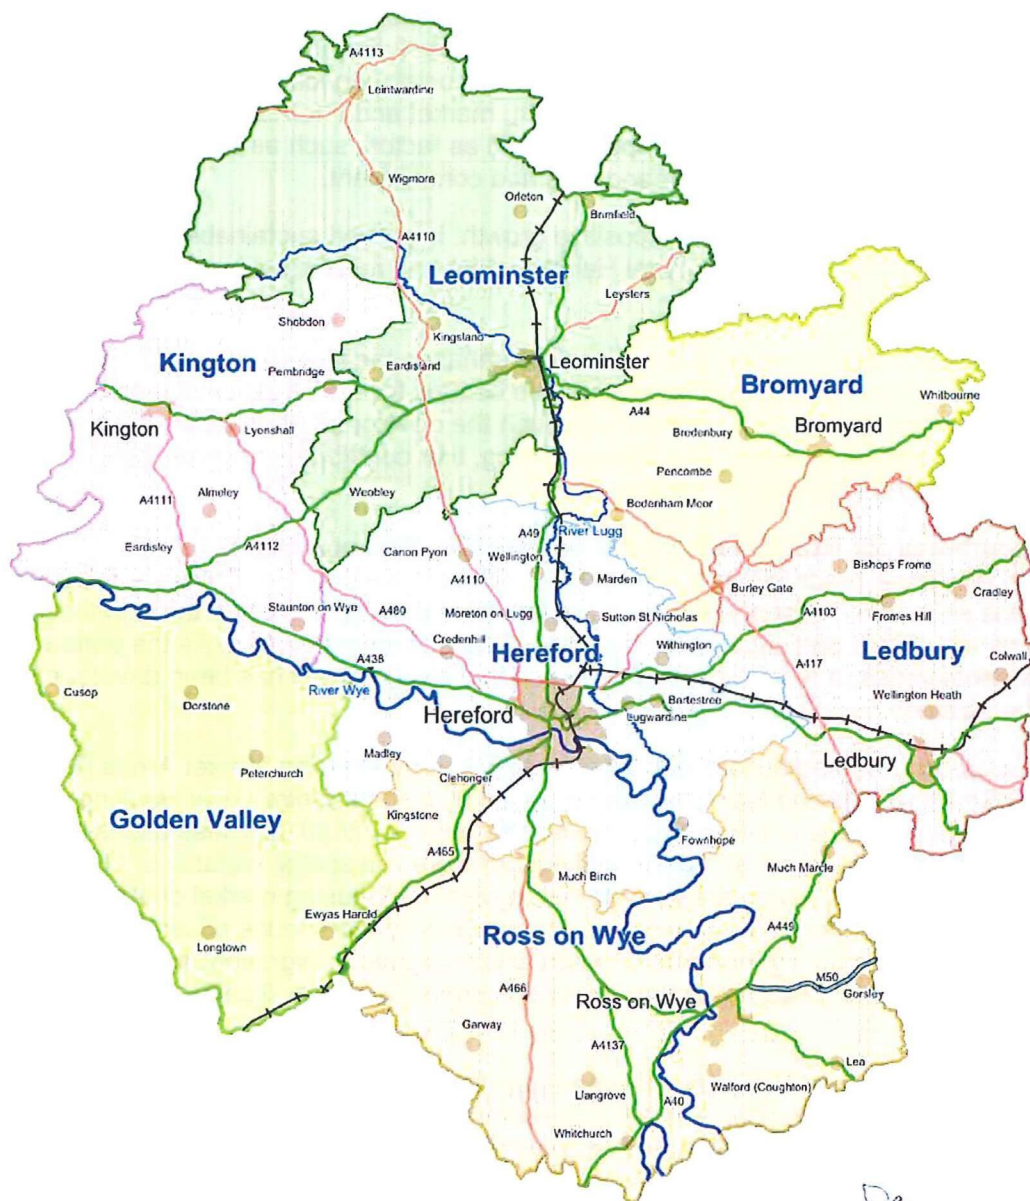 A4113
Leintwardine
Wigmore
Orleton
Brimfield
A4110
Leominster
Leysters
Shobdon
Kingsland
Kington
Pembridge
Eardisland
Leominster
Bromyard
Whitbourne
Kington
Lyonshall
A44
Bredenbury
Bromyard
A4111
Almeley
Weobley
Pencombe
Bodenham Moor
Eardisley
A4112
Canon Pyon
A49
River Lugg
Wellington
Marden
Bishops Frome
Burley Gate
Cradley
Staunton on Wye
A480
A4110
Moreton on Lugg
Sutton St Nicholas
A4103
Fromes Hill
Credenhill
Hereford
Withington
A417
Ledbury
Colwall
A438
River Wye
Cusop
Dorstone
Bartestree
Lugwardine
Wellington Heath
Hereford
Madley
Ledbury
Peterchurch
Clehonger
Golden Valley
Kingstone
Fownhope
A465
Much Birch
Much Marcle
Ewyas Harold
Longtown
Ross on Wye
A449
M50
Gorsley
A466
Ross on Wye
Garway
A4137
Lea
Llangrove
A40
Walford (Coughton)
Whitchurch